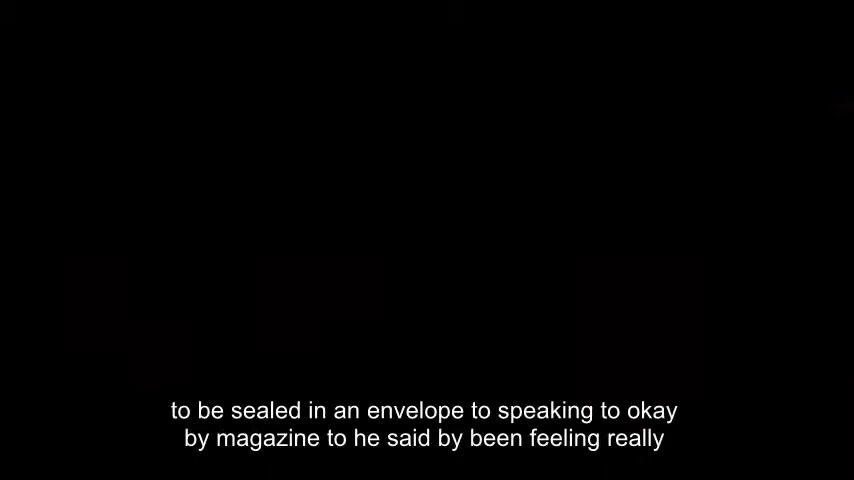 to be sealed in an envelope to speaking to okay
by magazine to he said by been feeling really